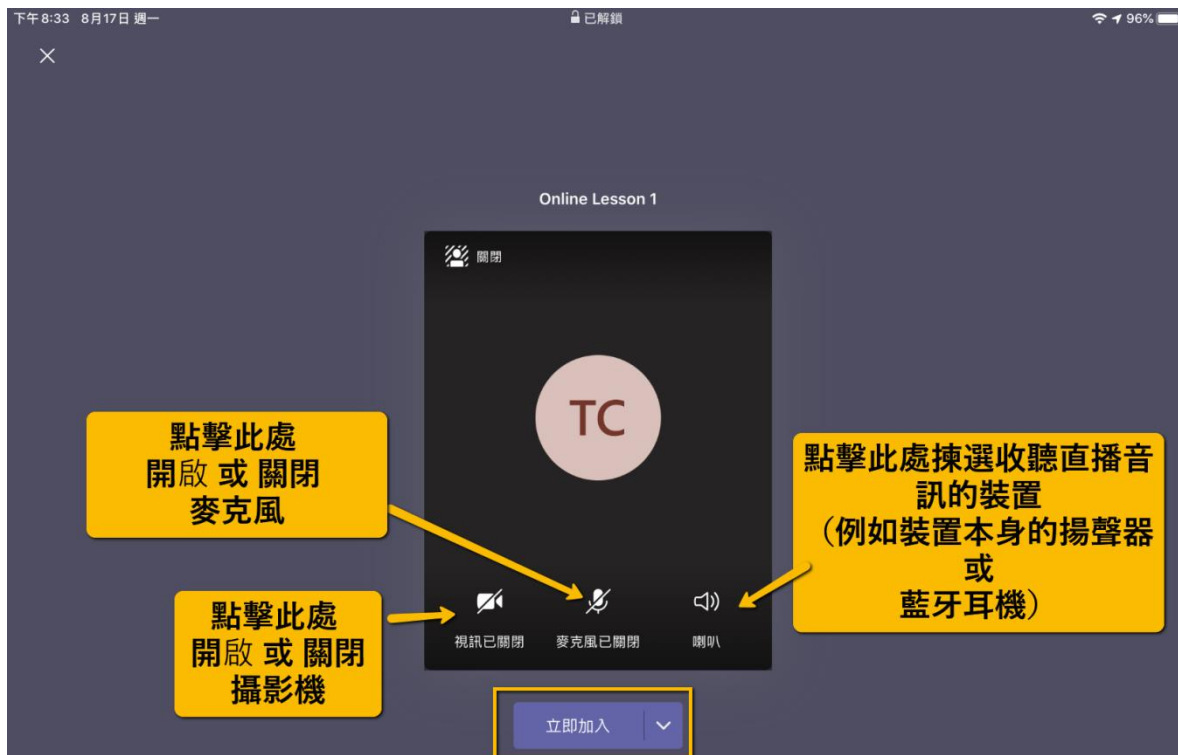 下午8:33 8月17日 週一
已解鎖
96%
Online Lesson 1
關閉
TC
點擊此處
開啟 或 關閉
麥克風
點擊此處揀選收聽直播音
訊的裝置
（例如裝置本身的揚聲器
或
藍牙耳機）
點擊此處
開啟 或 關閉
攝影機
視訊已關閉
麥克風已關閉
喇叭
立即加入